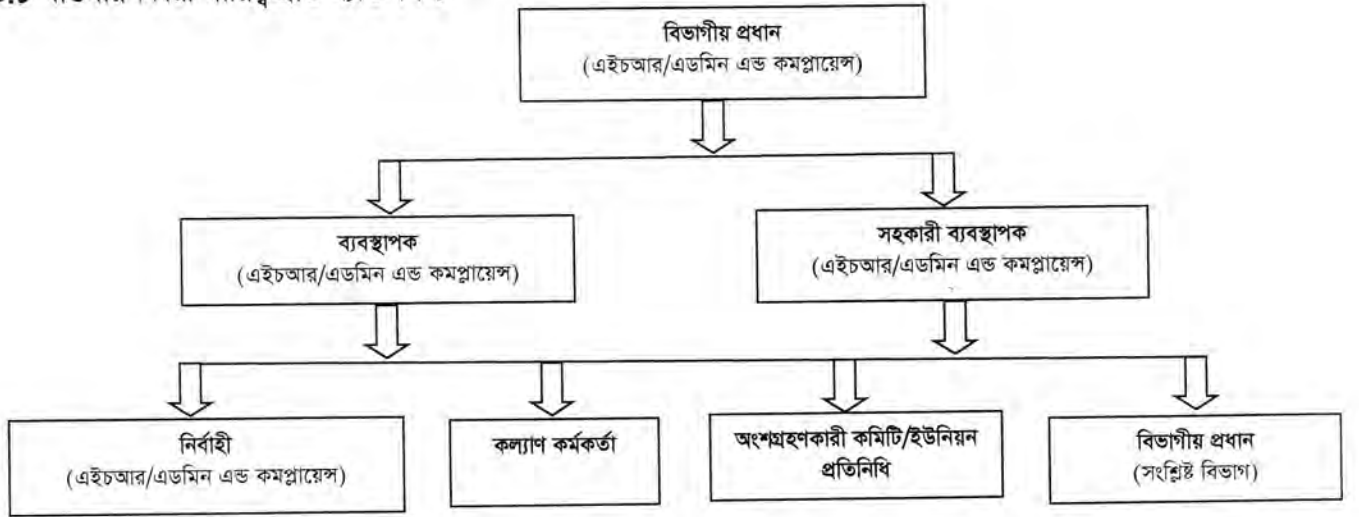 বিভাগীয় প্রধান
(এইচআর/এডমিন এন্ড কমপ্লায়েন্স)
ব্যবস্থাপক
(এইচআর/এডমিন এন্ড কমপ্লায়েন্স)
সহকারী ব্যবস্থাপক
(এইচআর/এডমিন এন্ড কমপ্লায়েন্স)
নির্বাহী
(এইচআর/এডমিন এন্ড কমপ্লায়েন্স)
কল্যাণ কর্মকর্তা
অংশগ্রহণকারী কমিটি/ইউনিয়ন
প্রতিনিধি
বিভাগীয় প্রধান
(সংশ্লিষ্ট বিভাগ)